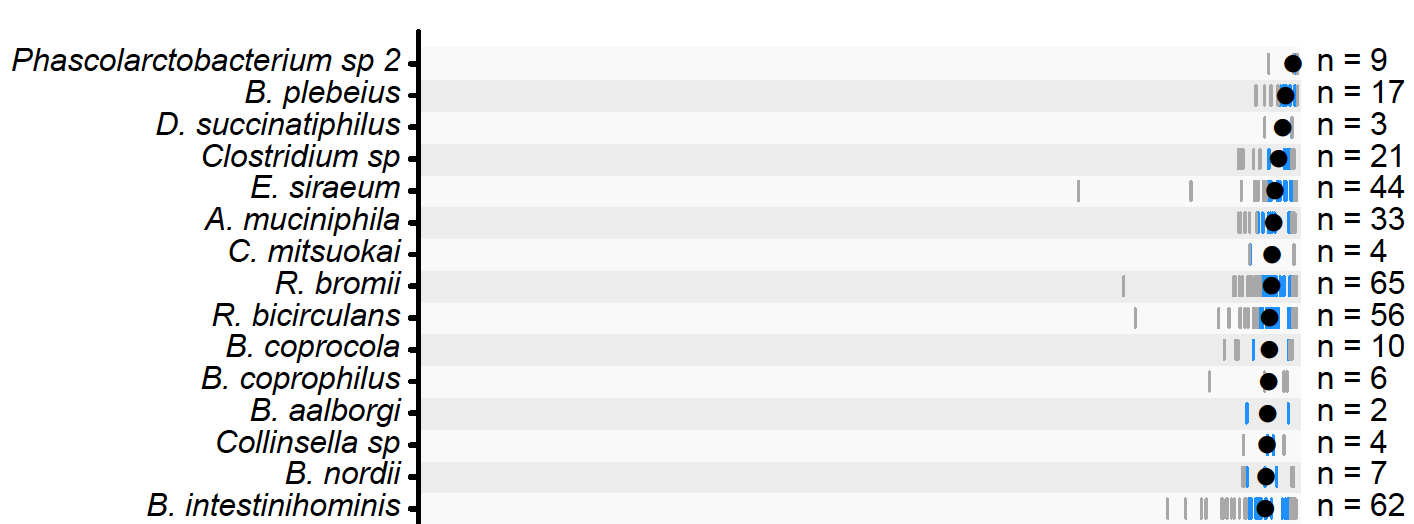 Phascolarctobacterium sp 2 n = 9
B. plebeius n = 17
D. succinatiphilus n = 3
Clostridium sp n = 21
E. siraeum n = 44
A. muciniphila n = 33
C. mitsuokai n = 4
R. bromii n = 65
R. bicirculans n = 56
B. coprocola n = 10
B. coprophilus n = 6
B. aalborgi n = 2
Collinsella sp n = 4
B. nordii n = 7
B. intestinihominis n = 62